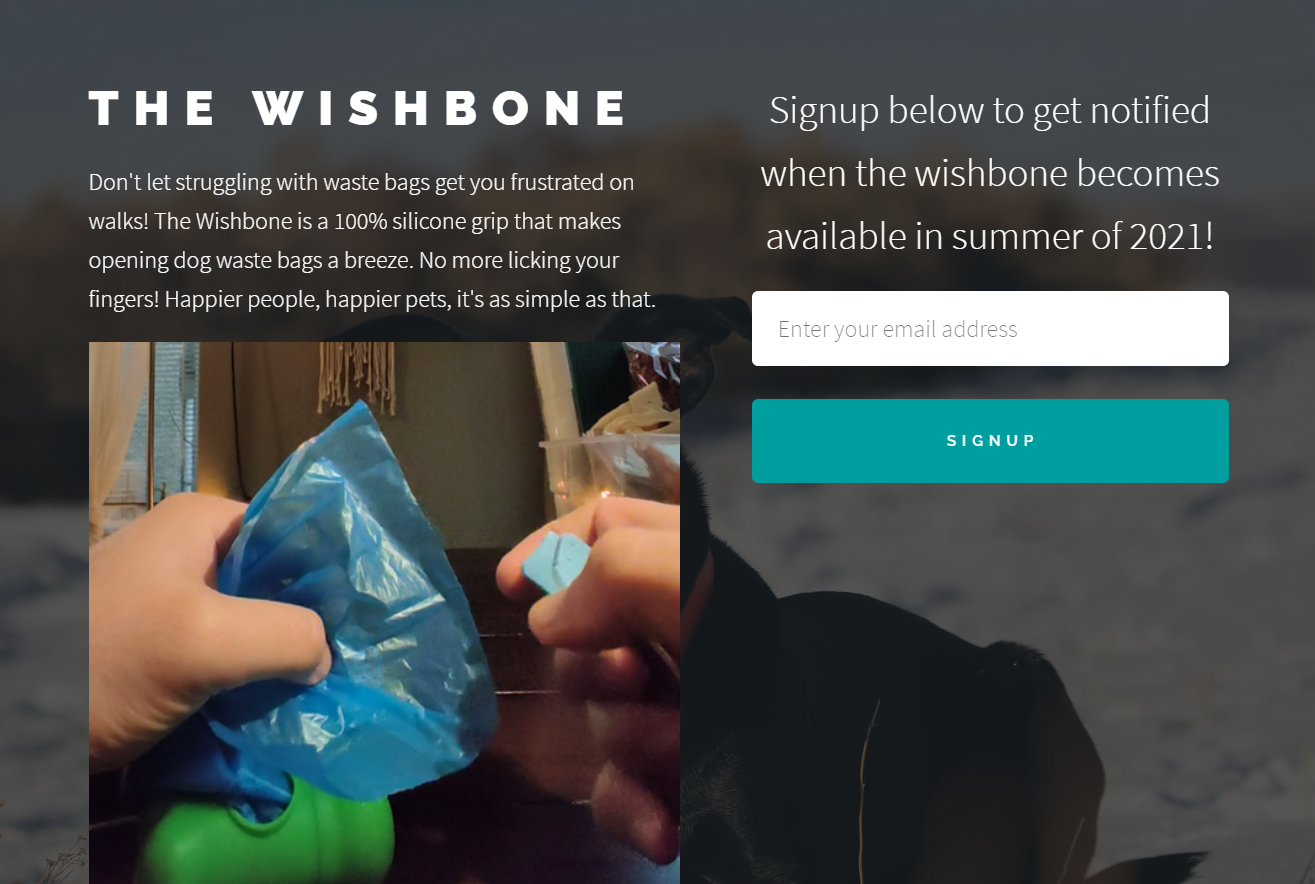 THE WISHBONE
Don't let struggling with waste bags get you frustrated on
walks! The Wishbone is a 100% silicone grip that makes
opening dog waste bags a breeze. No more licking your
fingers! Happier people, happier pets, it's as simple as that.
Signup below to get notified
when the wishbone becomes
available in summer of 2021!
Enter your email address
SIGNUP